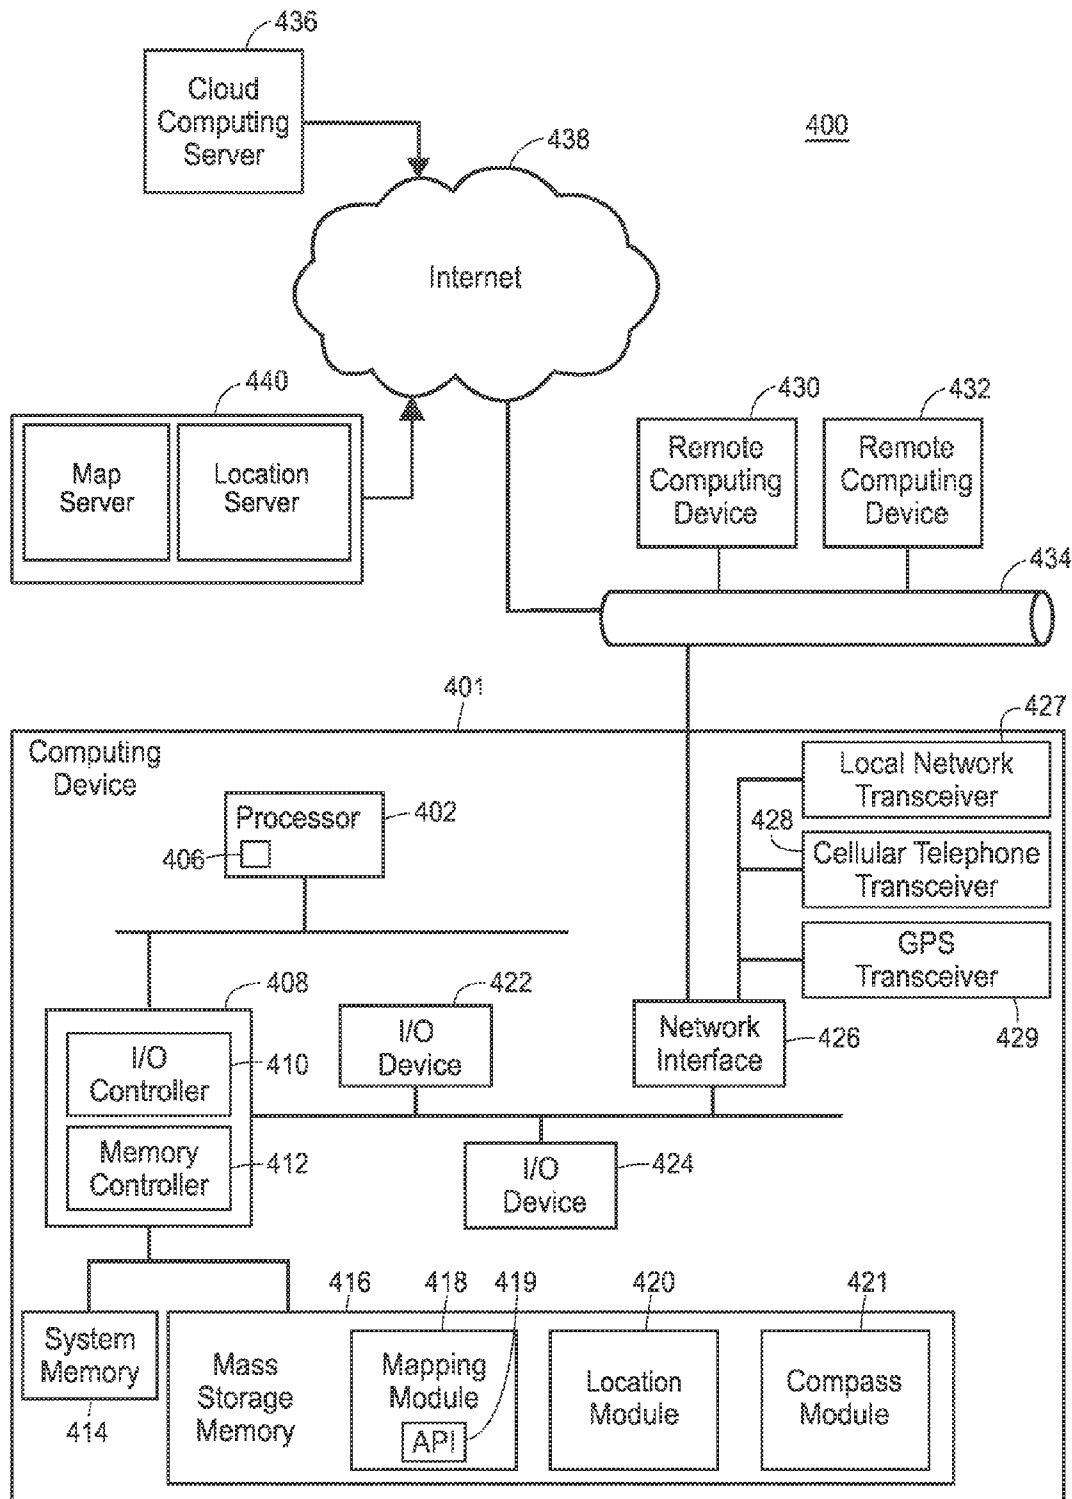 436
Cloud
Computing
Server
400
438
Internet
440
Map
Server
Location
Server
430
Remote
Computing
Device
432
Remote
Computing
Device
434
401
Computing
Device
427
Local Network
Transceiver
Processor
402
406
428
Cellular Telephone
Transceiver
GPS
Transceiver
429
408
I/O
Controller
410
Memory
Controller
412
422
I/O
Device
Network
Interface
426
I/O
Device
424
System
Memory
414
416
Mass
Storage
Memory
418
419
Mapping
Module
API
420
Location
Module
421
Compass
Module